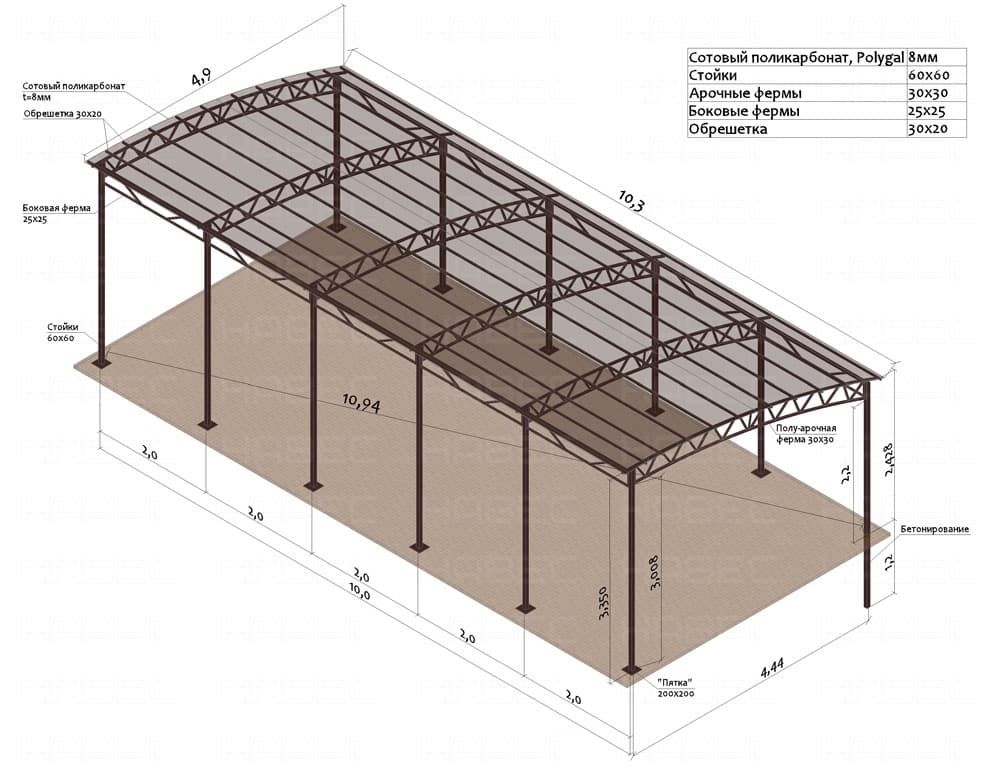 4,9
Сотовый поликарбонат, Polygal 8мм
Стойки 60х60
Арочные фермы 30х30
Боковые фермы 25х25
Обрешетка 30х20
Сотовый поликарбонат
t=8мм
Обрешетка 30х20
10,3
Боковая ферма
25х25
Стойки
60х60
10,94
Полу-арочная
ферма 30х30
2,428
2,2
2,0
Бетонирование
2,0
1,2
3,008
3,350
2,0
10,0
2,0
4,44
"Пятка"
200х200
2,0